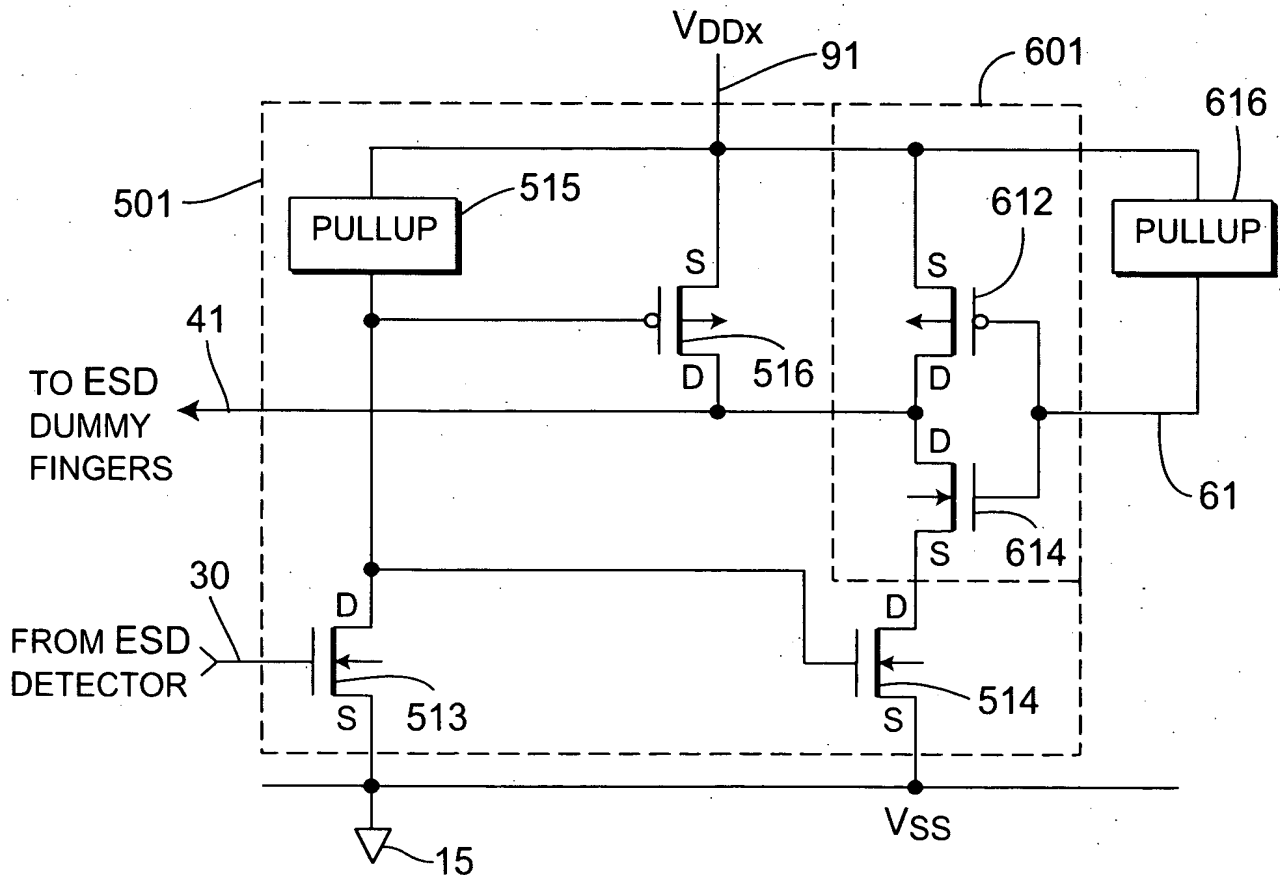 VDDx
91
601
616
501
515
PULLUP
612
PULLUP
S
S
41
516
D
D
TO ESD
DUMMY
FINGERS
D
61
614
S
30
D
D
FROM ESD
DETECTOR
513
514
S
S
VSS
15